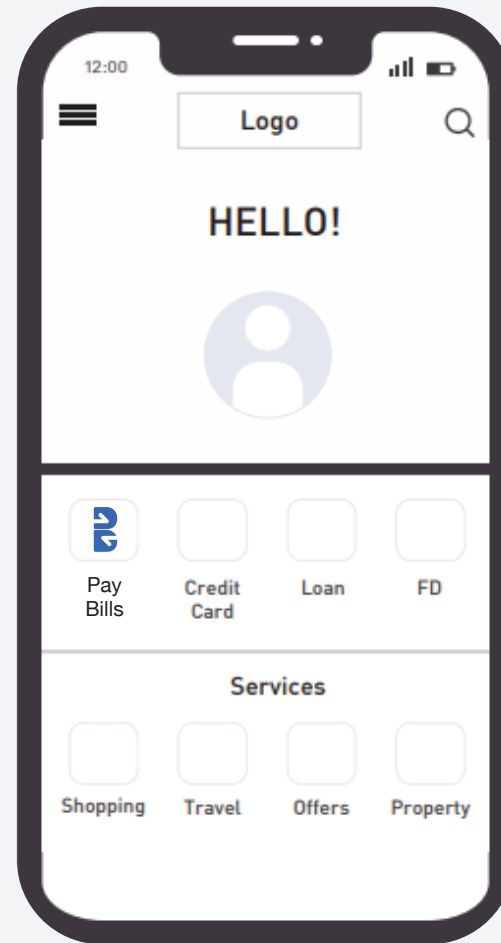 12:00
Logo
HELLO!
Pay Bills
Credit Card
Loan
FD
Services
Shopping
Travel
Offers
Property